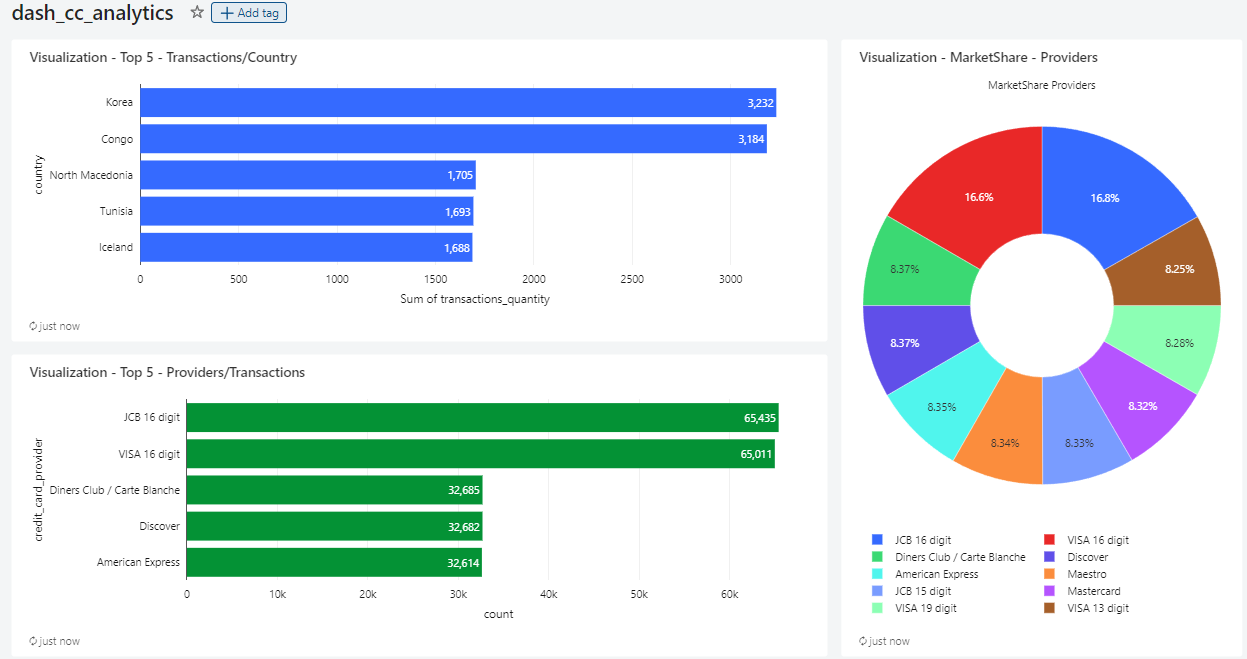 dash_cc_analytics
Add tag
Visualization - Top 5 - Transactions/Country
country
Korea 3,232
Congo 3,184
North Macedonia 1,705
Tunisia 1,693
Iceland 1,688
0 500 1000 1500 2000 2500 3000
Sum of transactions_quantity
just now
Visualization - Top 5 - Providers/Transactions
credit_card_provider
JCB 16 digit 65,435
VISA 16 digit 65,011
Diners Club / Carte Blanche 32,685
Discover 32,682
American Express 32,614
0 10k 20k 30k 40k 50k 60k
count
just now
Visualization - MarketShare - Providers
MarketShare Providers
16.6% 16.8%
8.37% 8.25%
8.37% 8.28%
8.35% 8.32%
8.34% 8.33%
JCB 16 digit VISA 16 digit
Diners Club / Carte Blanche Discover
American Express Maestro
JCB 15 digit Mastercard
VISA 19 digit VISA 13 digit
just now